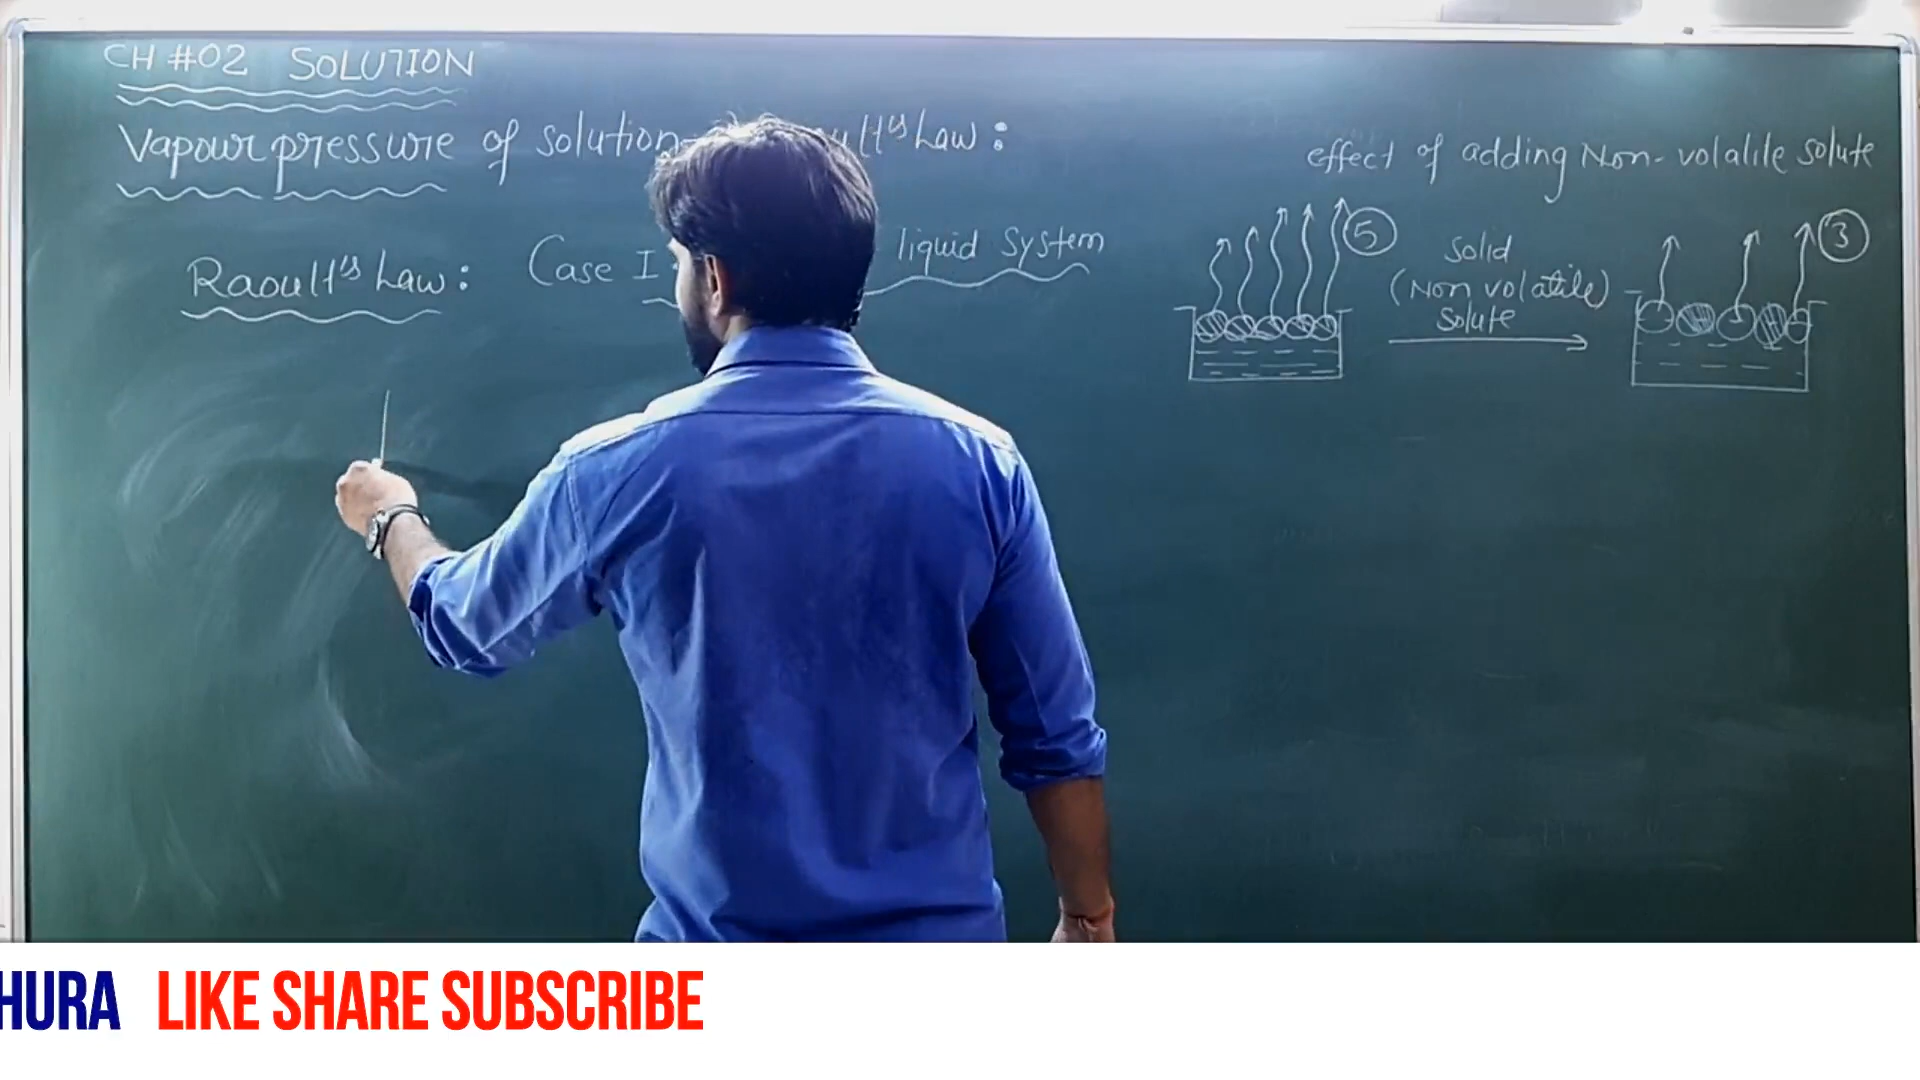 CH #02 SOLUTION
Vapour pressure of solution ult's Law :
Raoult's Law :
Case I : liquid System
effect of adding Non-volatile solute
5
Solid
(Non volatile)
Solute
3
HURA LIKE SHARE SUBSCRIBE